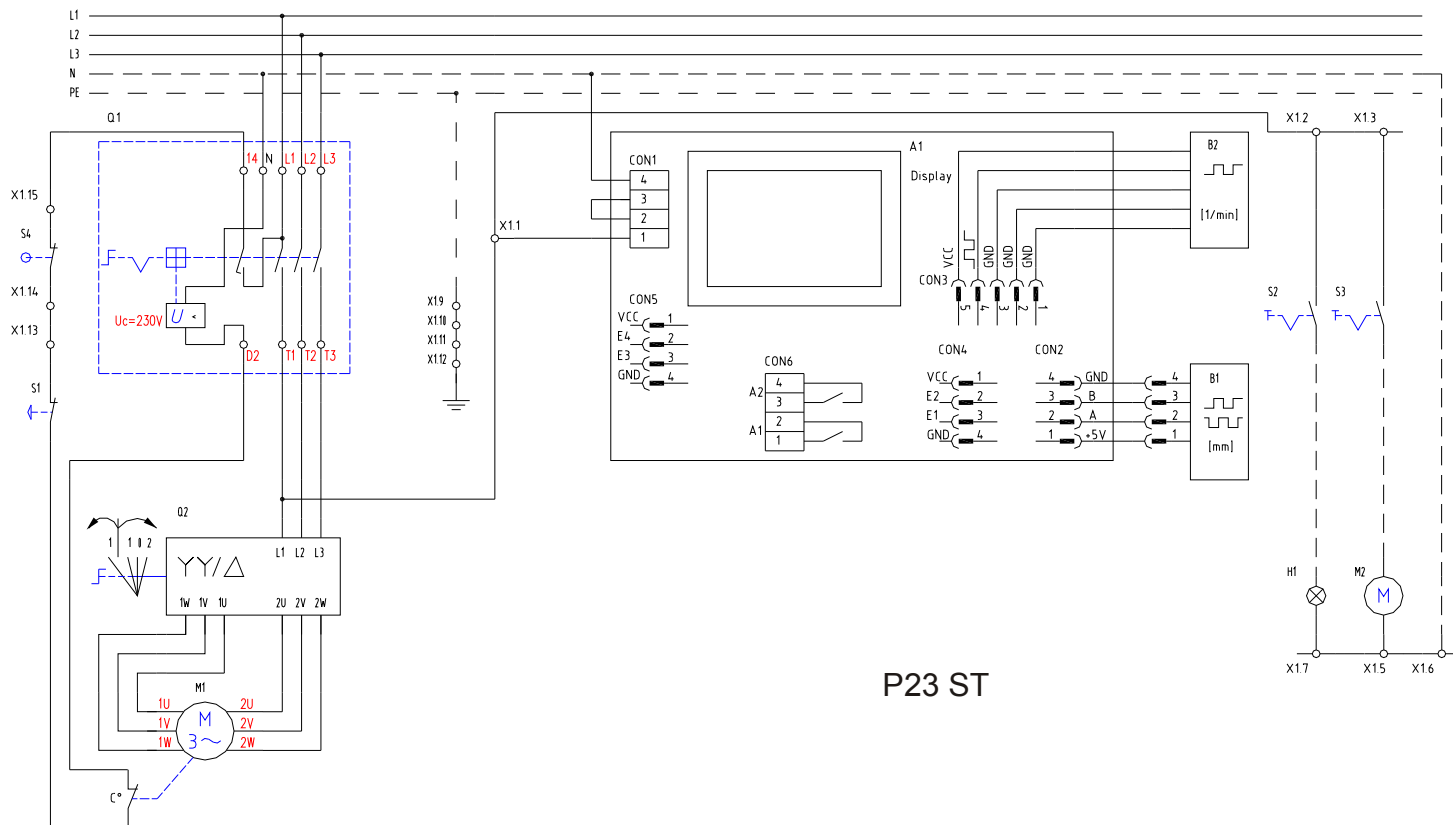 L1
L2
L3
N
PE
Q1
14 N L1 L2 L3
X1.15
S4
X1.14
X1.13
S1
Uc=230V
U <
D2 T1 T2 T3
X1.9
X1.10
X1.11
X1.12
X1.1
CON1
4
3
2
1
A1
Display
B2
[1/min]
VCC
GND
GND
GND
CON3
5 4 3 2 1
CON5
VCC 1
E4 2
E3 3
GND 4
CON6
A2
4
3
A1
2
1
CON4
VCC 1
E2 2
E1 3
GND 4
CON2
4 GND 4
3 B 3
2 A 2
1 +5V 1
B1
[mm]
X1.2 X1.3
S2 S3
H1 M2
M
X1.7 X1.5 X1.6
Q2
1 1 0 2
YY/△
L1 L2 L3
1W 1V 1U 2U 2V 2W
M1
1U 2U
1V 2V
1W 2W
M
3~
C°
P23 ST